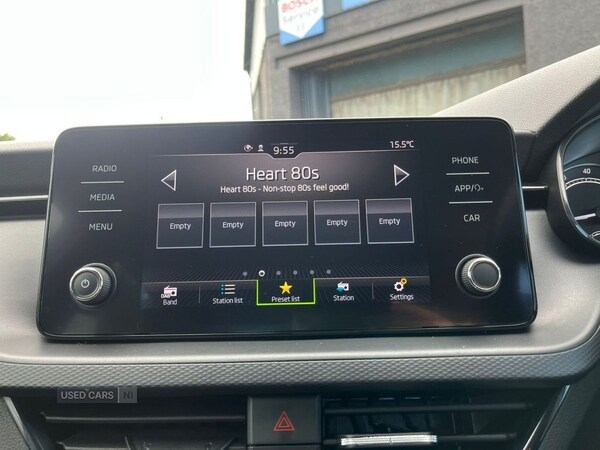 BOSCH
Service
9:55
15.5°C
RADIO
MEDIA
MENU
Heart 80s
Heart 80s - Non-stop 80s feel good!
Empty Empty Empty Empty Empty
DAB
Band
Station list
Preset list
Station
Settings
PHONE
APP/
CAR
40
USED CARS NI